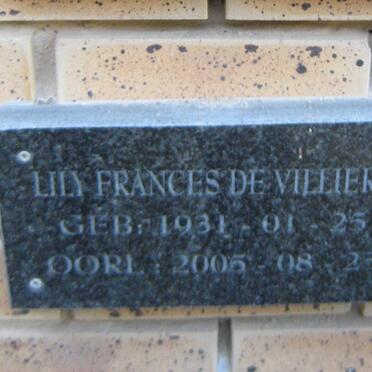 LILY FRANCES DE VILLIER
GEB: 1931 - 01 - 25
OORL : 2005 - 08 - 2